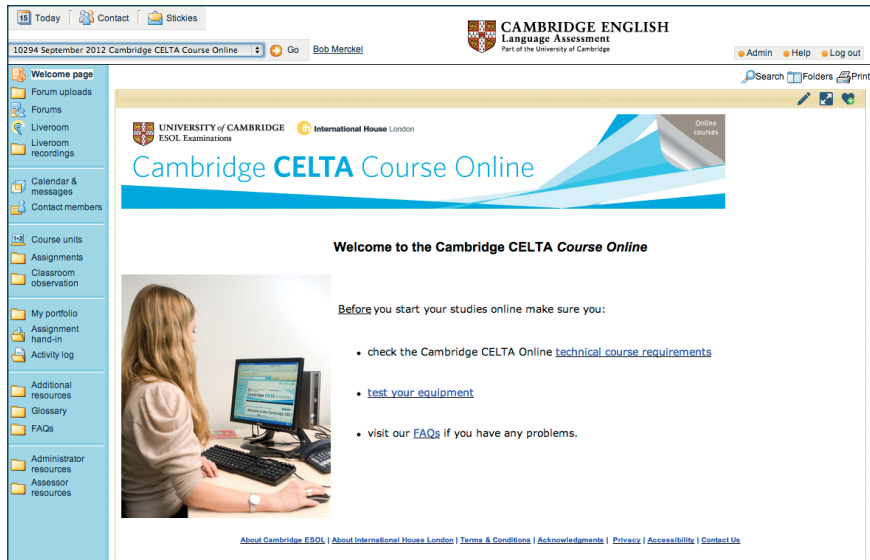 15 Today Contact Stickies
CAMBRIDGE ENGLISH
Language Assessment
Part of the University of Cambridge
10294 September 2012 Cambridge CELTA Course Online Go Bob Merckel
Admin Help Log out
Search Folders Print
Welcome page
Forum uploads
Forums
Liveroom
Liveroom
recordings
Calendar &
messages
Contact members
Course units
Assignments
Classroom
observation
My portfolio
Assignment
hand-in
Activity log
Additional
resources
Glossary
FAQs
Administrator
resources
Assessor
resources
UNIVERSITY of CAMBRIDGE
ESOL Examinations
International House London
Online
courses
Cambridge CELTA Course Online
Welcome to the Cambridge CELTA Course Online
Before you start your studies online make sure you:
• check the Cambridge CELTA Online technical course requirements
• test your equipment
• visit our FAQs if you have any problems.
About Cambridge ESOL | About International House London | Terms & Conditions | Acknowledgments | Privacy | Accessibility | Contact Us